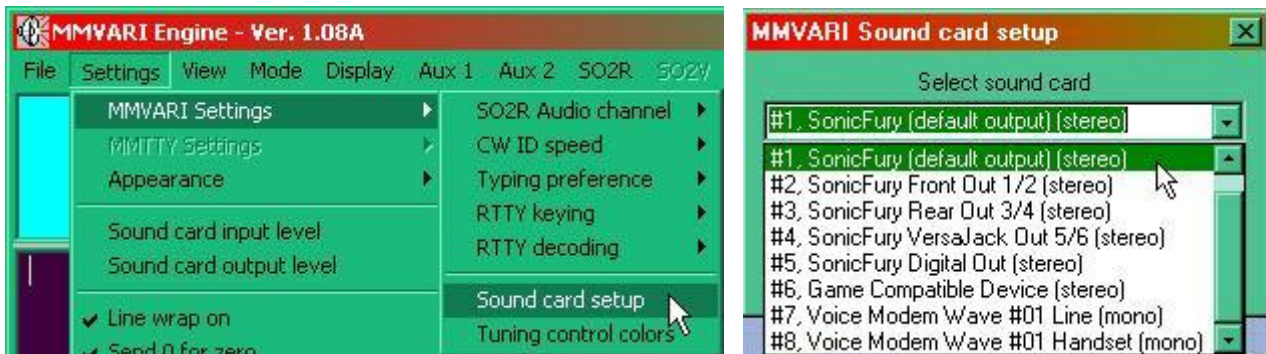 MMVARI Engine - Ver. 1.08A
File Settings View Mode Display Aux 1 Aux 2 SO2R SO2V
MMVARI Settings
MMTTY Settings
Appearance
Sound card input level
Sound card output level
Line wrap on
Send 0 for zero
SO2R Audio channel
CW ID speed
Typing preference
RTTY keying
RTTY decoding
Sound card setup
Tuning control colors
MMVARI Sound card setup
Select sound card
#1, SonicFury (default output) (stereo)
#1, SonicFury (default output) (stereo)
#2, SonicFury Front Out 1/2 (stereo)
#3, SonicFury Rear Out 3/4 (stereo)
#4, SonicFury VersaJack Out 5/6 (stereo)
#5, SonicFury Digital Out (stereo)
#6, Game Compatible Device (stereo)
#7, Voice Modem Wave #01 Line (mono)
#8, Voice Modem Wave #01 Handset (mono)